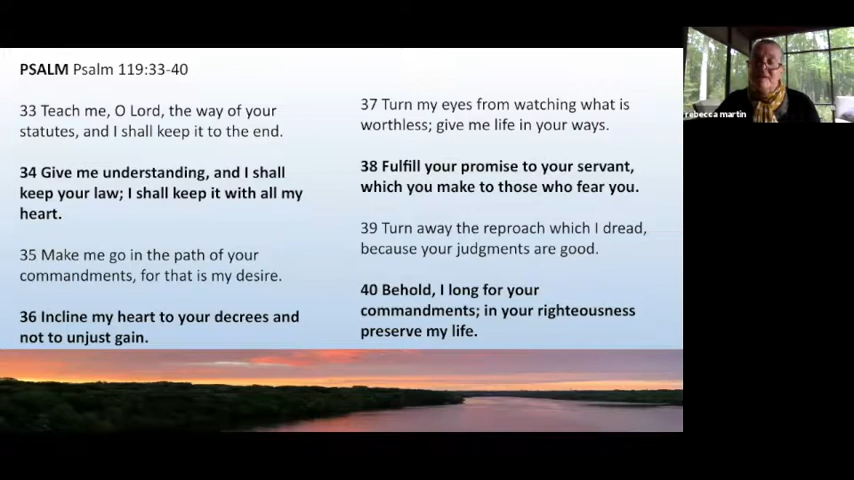 PSALM Psalm 119:33-40
33 Teach me, O Lord, the way of your
statutes, and I shall keep it to the end.
34 Give me understanding, and I shall
keep your law; I shall keep it with all my
heart.
35 Make me go in the path of your
commandments, for that is my desire.
36 Incline my heart to your decrees and
not to unjust gain.
37 Turn my eyes from watching what is
worthless; give me life in your ways.
38 Fulfill your promise to your servant,
which you make to those who fear you.
39 Turn away the reproach which I dread,
because your judgments are good.
40 Behold, I long for your
commandments; in your righteousness
preserve my life.
rebecca martin